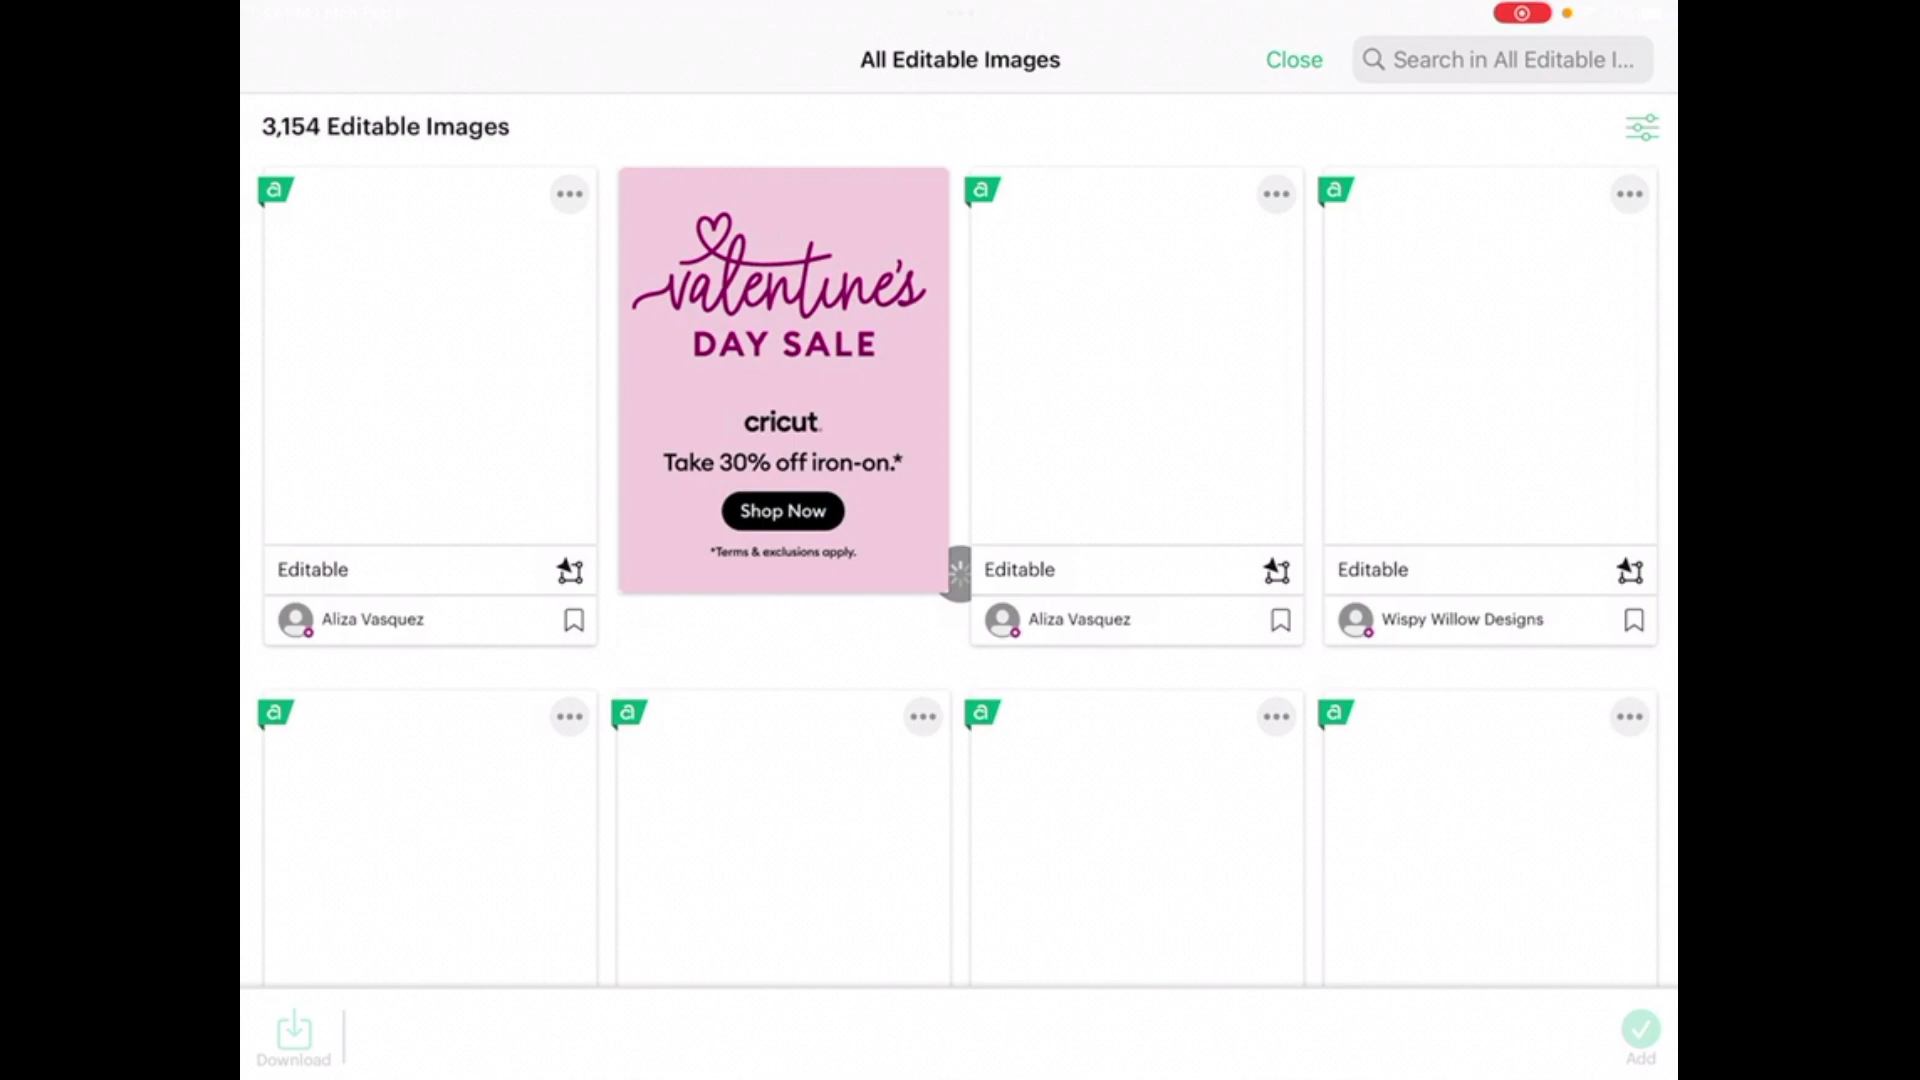 All Editable Images
Close
Search in All Editable I...
3,154 Editable Images
a
valentine's
DAY SALE
cricut
Take 30% off iron-on.*
Shop Now
*Terms & exclusions apply.
a
a
Editable
Aliza Vasquez
Editable
Aliza Vasquez
Editable
Wispy Willow Designs
a
a
a
a
Download
Add